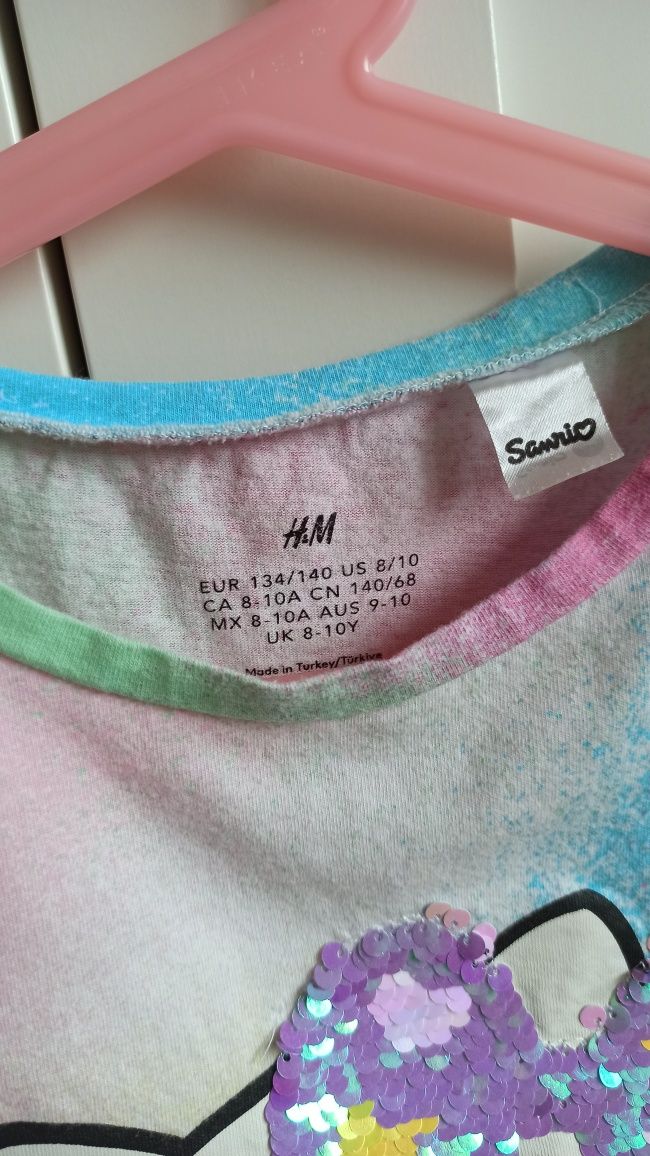 Sanrio
H&M
EUR 134/140 US 8/10
CA 8-10A CN 140/68
MX 8-10A AUS 9-10
UK 8-10Y
Made in Turkey/Türkiye